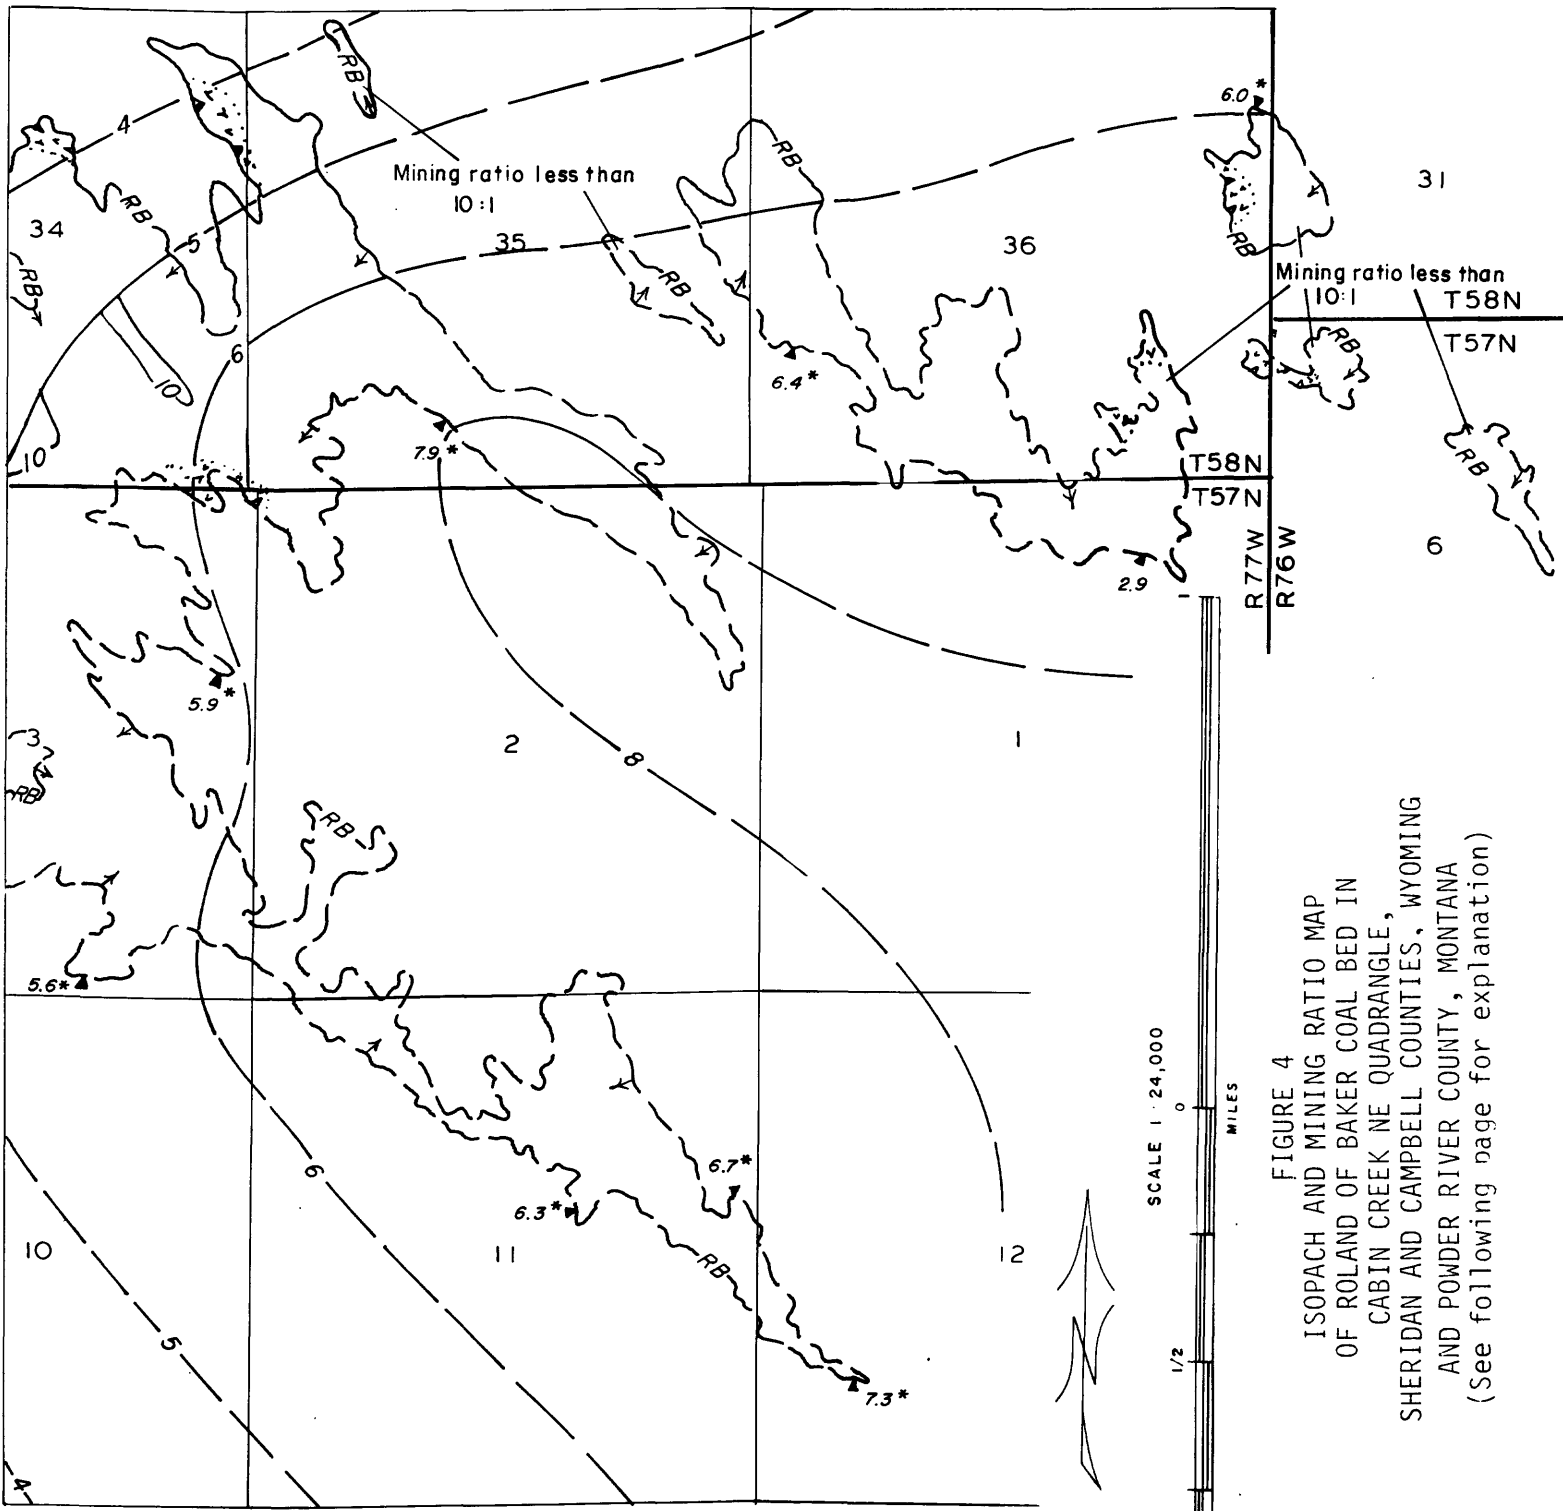 RB
6.0*
4
Mining ratio less than
10:1
RB
31
RB
34
5
35
36
RB
RB
RB
Mining ratio less than
10:1
T58N
T57N
6
10
6.4*
RB
7.9*
10
T58N
T57N
RB
6
2.9
R77W
R76W
5.9*
3
2
8
1
RB
RB
5.6*
6
6.7*
6.3*
10
11
RB
12
5
7.3*
4
SCALE 1:24,000
1
0
1/2
MILES
FIGURE 4
ISOPACH AND MINING RATIO MAP
OF ROLAND OF BAKER COAL BED IN
CABIN CREEK NE QUADRANGLE,
SHERIDAN AND CAMPBELL COUNTIES, WYOMING
AND POWDER RIVER COUNTY, MONTANA
(See following page for explanation)